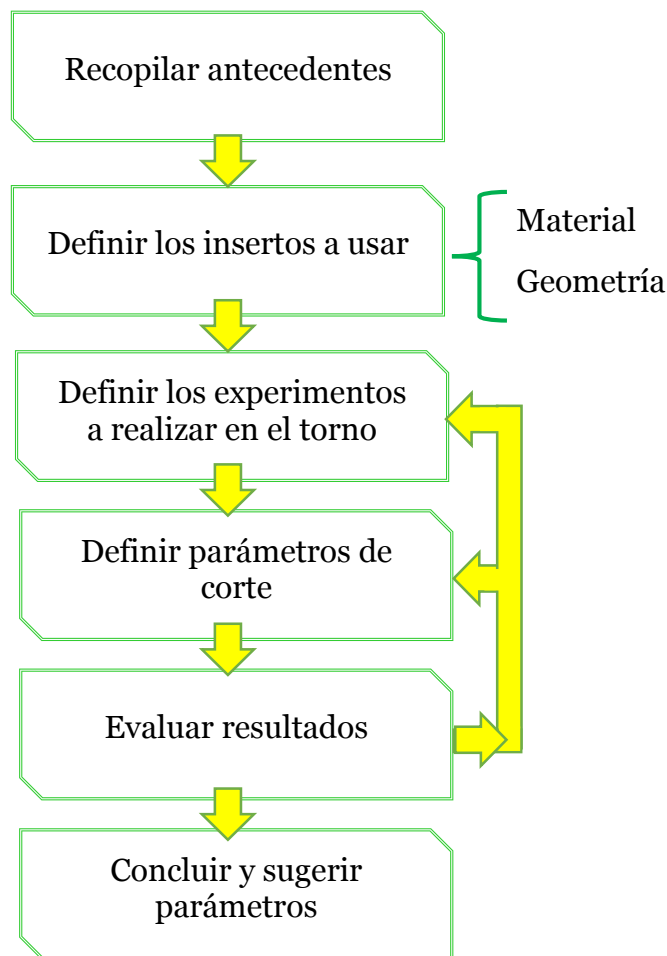 Recopilar antecedentes
Definir los insertos a usar
Material
Geometría
Definir los experimentos
a realizar en el torno
Definir parámetros de
corte
Evaluar resultados
Concluir y sugerir
parámetros